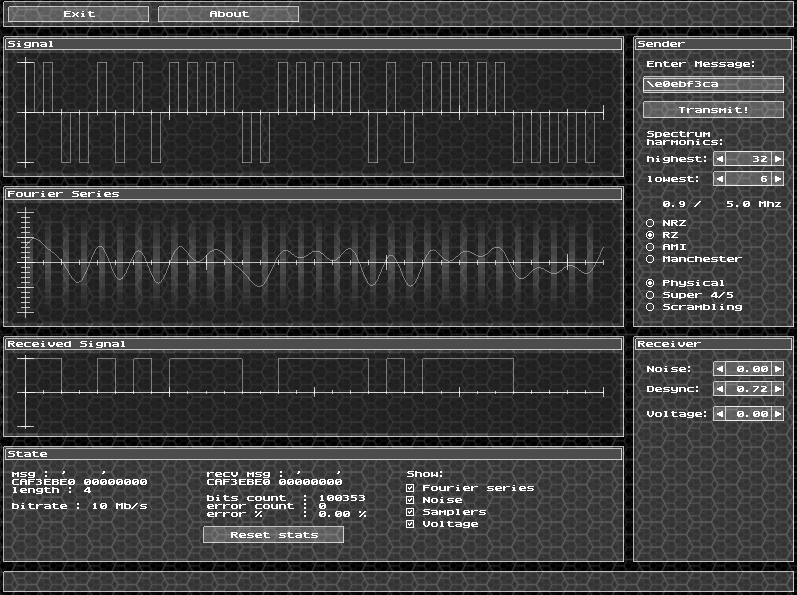 Exit About
Signal
Sender
Enter Message:
\e0ebf3ca
Transmit!
Spectrum
harmonics:
highest: 32
lowest: 6
0.9 / 5.0 Mhz
NRZ
RZ
AMI
Manchester
Physical
Super 4/5
Scrambling
Fourier Series
Received Signal
Receiver
Noise: 0.00
Desync: 0.72
Voltage: 0.00
State
msg : ' '
CAF3EBE0 00000000
length : 4
bitrate : 10 Mb/s
recv msg : ' '
CAF3EBE0 00000000
bits count : 100353
error count : 0
error % : 0.00 %
Reset stats
Show:
Fourier series
Noise
Samplers
Voltage